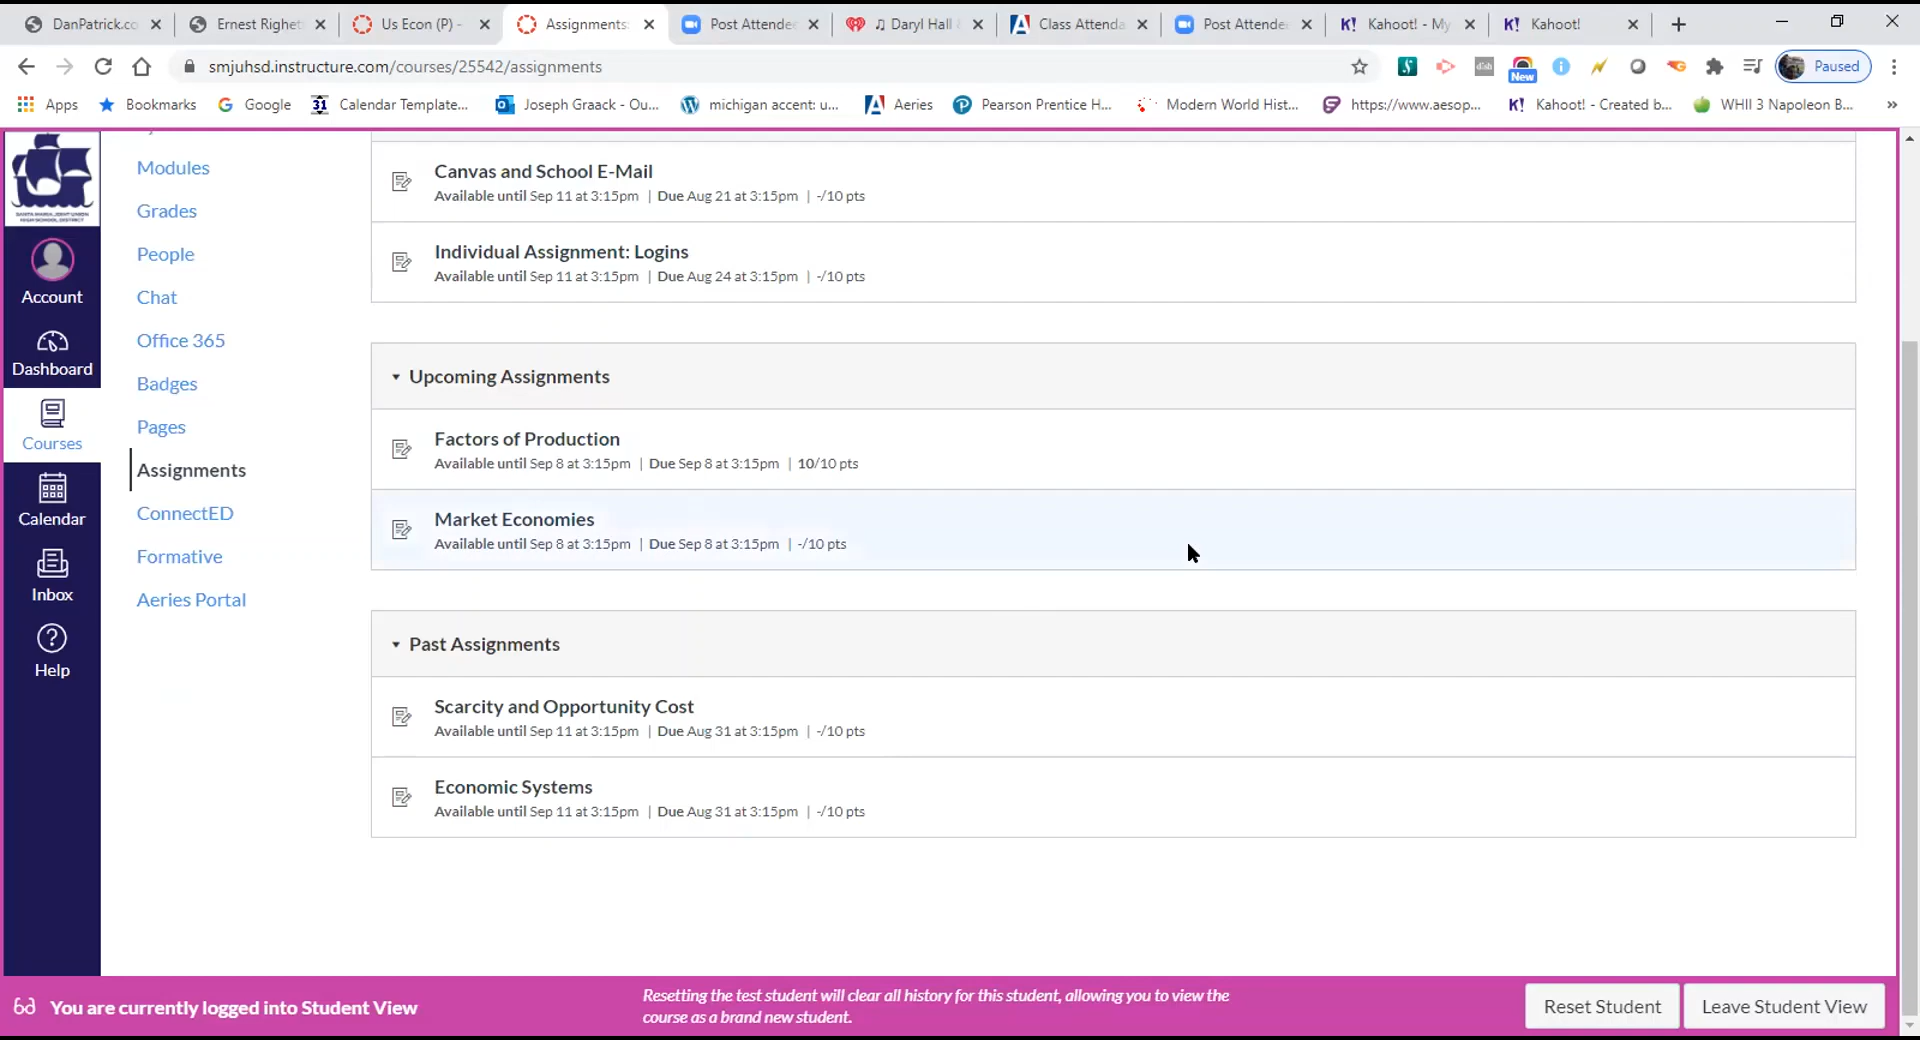 DanPatrick.co
Ernest Righet
Us Econ (P) -
Assignments
Post Attende
♫ Daryl Hall &
Class Attenda
Post Attende
Kahoot! - My
Kahoot!
smjuhsd.instructure.com/courses/25542/assignments
New
Paused
Apps
Bookmarks
Google
Calendar Template...
Joseph Graack - Ou...
michigan accent: u...
Aeries
Pearson Prentice H...
Modern World Hist...
https://www.aesop...
Kahoot! - Created b...
WHII 3 Napoleon B...
SANTA MARIA JOINT UNION
HIGH SCHOOL DISTRICT
Account
Dashboard
Courses
Calendar
Inbox
Help
Modules
Grades
People
Chat
Office 365
Badges
Pages
Assignments
ConnectED
Formative
Aeries Portal
Canvas and School E-Mail
Available until Sep 11 at 3:15pm | Due Aug 21 at 3:15pm | -/10 pts
Individual Assignment: Logins
Available until Sep 11 at 3:15pm | Due Aug 24 at 3:15pm | -/10 pts
Upcoming Assignments
Factors of Production
Available until Sep 8 at 3:15pm | Due Sep 8 at 3:15pm | 10/10 pts
Market Economies
Available until Sep 8 at 3:15pm | Due Sep 8 at 3:15pm | -/10 pts
Past Assignments
Scarcity and Opportunity Cost
Available until Sep 11 at 3:15pm | Due Aug 31 at 3:15pm | -/10 pts
Economic Systems
Available until Sep 11 at 3:15pm | Due Aug 31 at 3:15pm | -/10 pts
You are currently logged into Student View
Resetting the test student will clear all history for this student, allowing you to view the
course as a brand new student.
Reset Student
Leave Student View